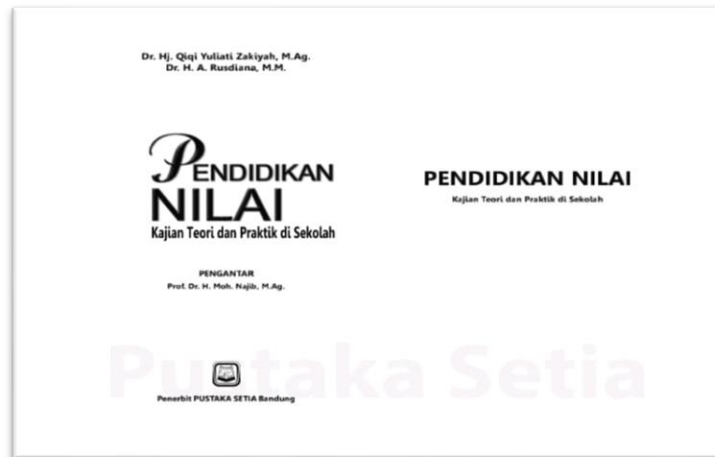 Dr. Hj. Qiqi Yuliati Zakiyah, M.Ag.
Dr. H. A. Rusdiana, M.M.
PENDIDIKAN
NILAI
Kajian Teori dan Praktik di Sekolah
PENGANTAR
Prof. Dr. H. Moh. Najib, M.Ag.
Penerbit PUSTAKA SETIA Bandung
PENDIDIKAN NILAI
Kajian Teori dan Praktik di Sekolah
Pustaka Setia